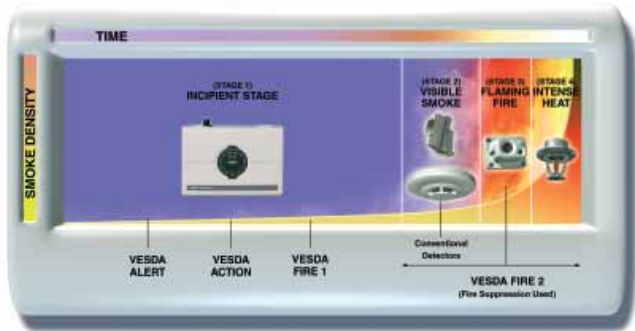 TIME
SMOKE DENSITY
(STAGE 1)
INCIPIENT STAGE
(STAGE 2)
VISIBLE
SMOKE
(STAGE 3)
FLAMING
FIRE
(STAGE 4)
INTENSE
HEAT
VESDA
ALERT
VESDA
ACTION
VESDA
FIRE 1
Conventional
Detectors
VESDA FIRE 2
(Fire Suppression Used)